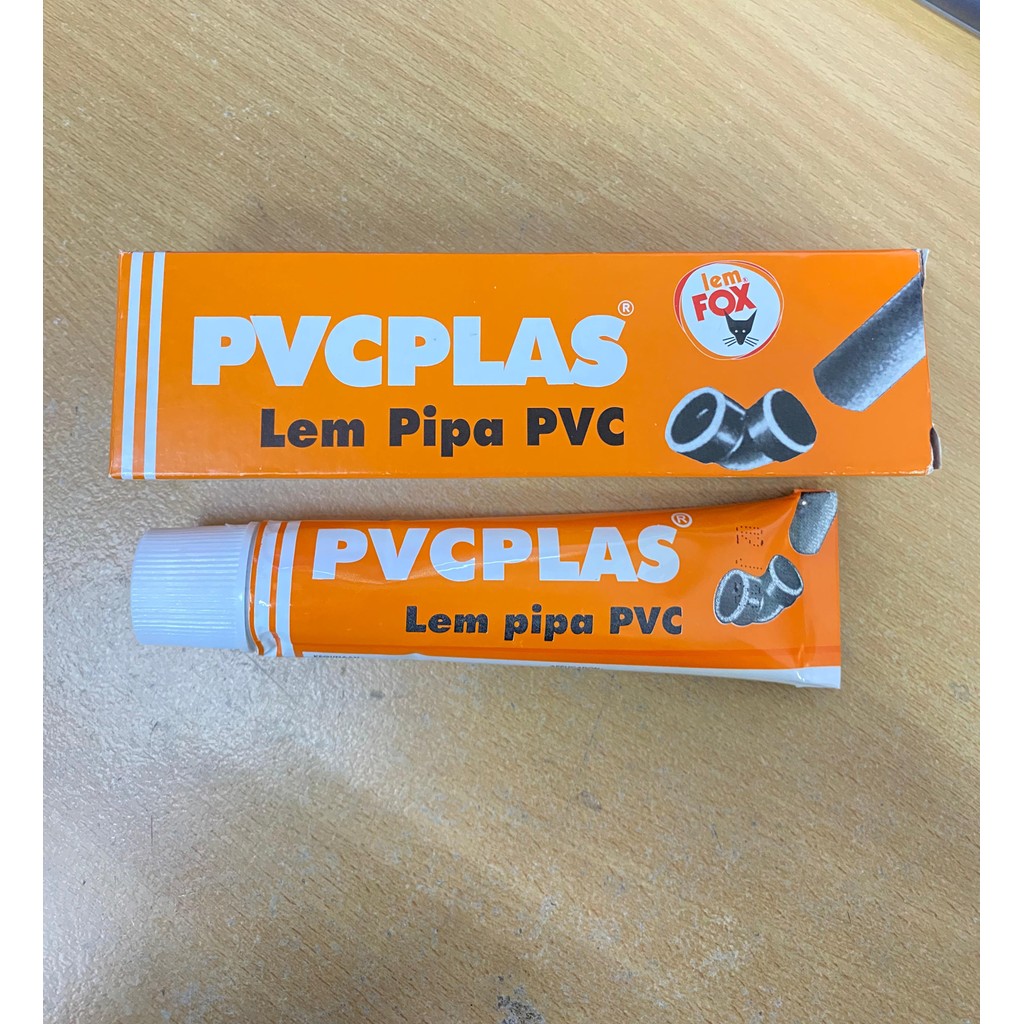 lem
FOX
PVCPLAS®
Lem Pipa PVC
PVCPLAS®
Lem pipa PVC